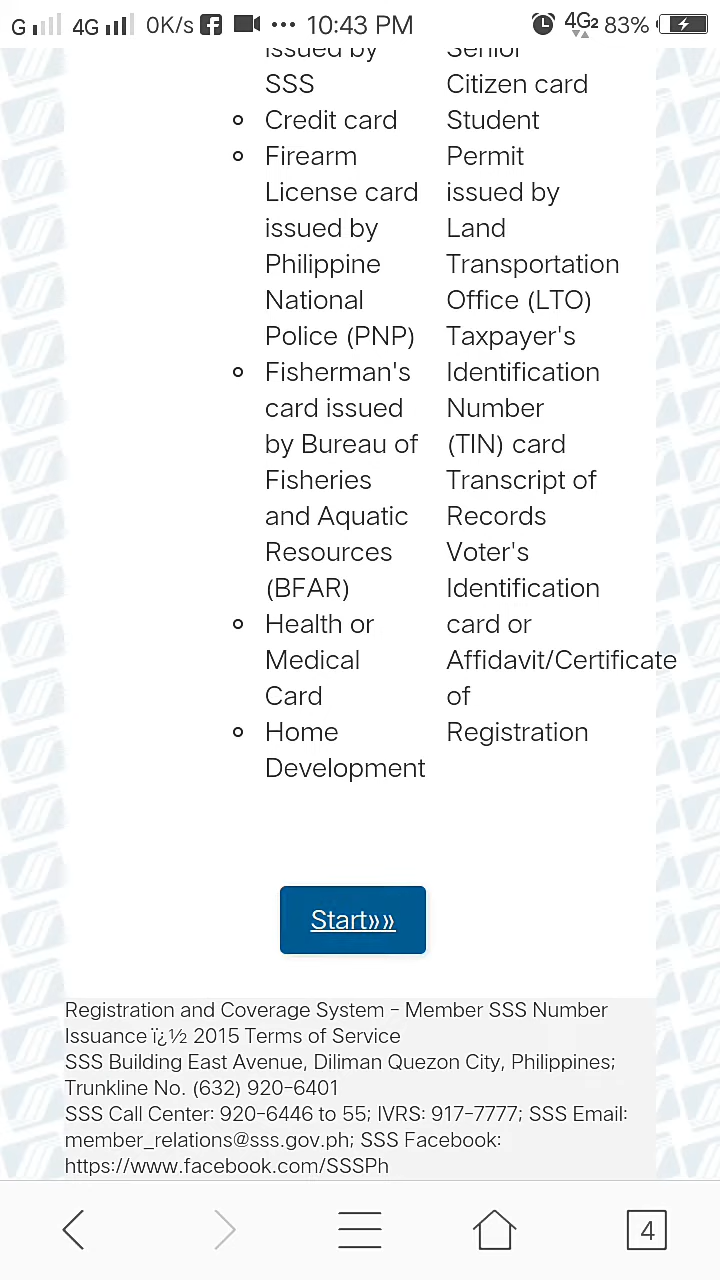 G 4G 0K/s 10:43 PM 4G2 83%
issued by
SSS
Credit card
Firearm
License card
issued by
Philippine
National
Police (PNP)
Fisherman's
card issued
by Bureau of
Fisheries
and Aquatic
Resources
(BFAR)
Health or
Medical
Card
Home
Development
Senior
Citizen card
Student
Permit
issued by
Land
Transportation
Office (LTO)
Taxpayer's
Identification
Number
(TIN) card
Transcript of
Records
Voter's
Identification
card or
Affidavit/Certificate
of
Registration
Start»»
Registration and Coverage System - Member SSS Number
Issuance ï¿½ 2015 Terms of Service
SSS Building East Avenue, Diliman Quezon City, Philippines;
Trunkline No. (632) 920-6401
SSS Call Center: 920-6446 to 55; IVRS: 917-7777; SSS Email:
member_relations@sss.gov.ph; SSS Facebook:
https://www.facebook.com/SSSPh
4